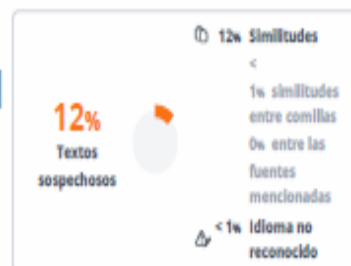 12% Similitudes
<
1% similitudes
entre comillas
0% entre las
fuentes
mencionadas
12%
Textos
sospechosos
< 1% Idioma no
reconocido